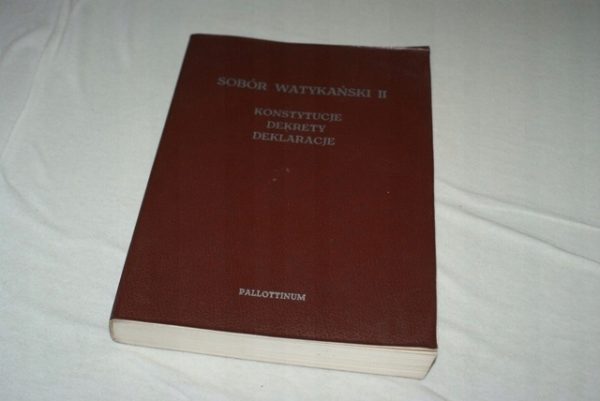 SOBÓR WATYKAŃSKI II
KONSTYTUCJE
DEKRETY
DEKLARACJE
PALLOTTINUM